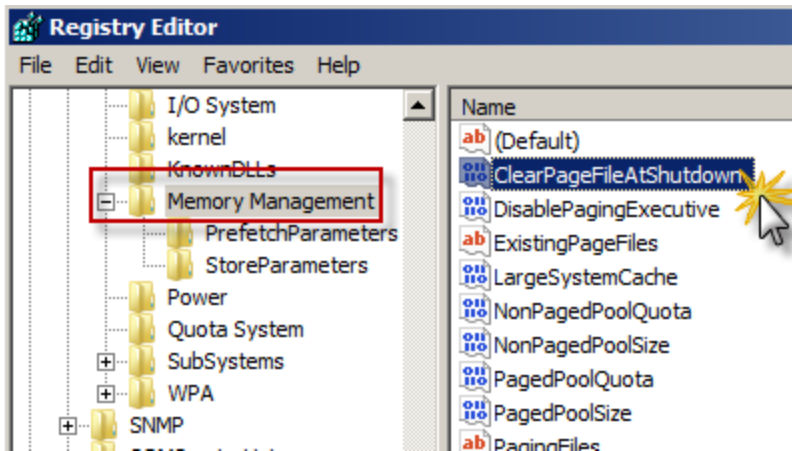 Registry Editor
File Edit View Favorites Help
I/O System
kernel
KnownDLLs
Memory Management
PrefetchParameters
StoreParameters
Power
Quota System
SubSystems
WPA
SNMP
Name
(Default)
ClearPageFileAtShutdown
DisablePagingExecutive
ExistingPageFiles
LargeSystemCache
NonPagedPoolQuota
NonPagedPoolSize
PagedPoolQuota
PagedPoolSize
PagingFiles